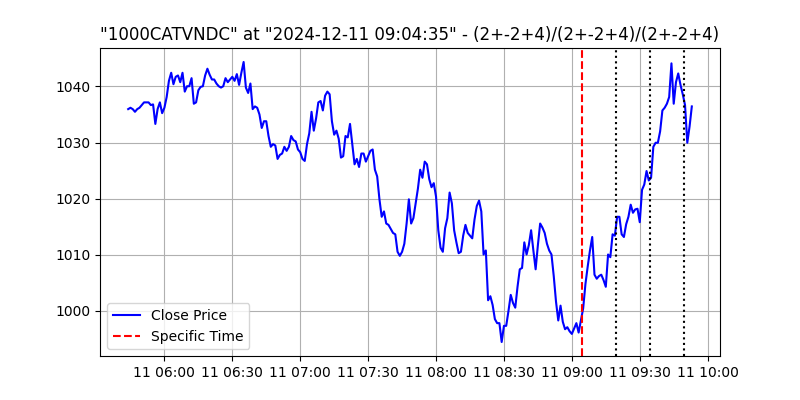 "1000CATVNDC" at "2024-12-11 09:04:35" - (2+-2+4)/(2+-2+4)/(2+-2+4)
1040
1030
1020
1010
1000
Close Price
Specific Time
11 06:00 11 06:30 11 07:00 11 07:30 11 08:00 11 08:30 11 09:00 11 09:30 11 10:00